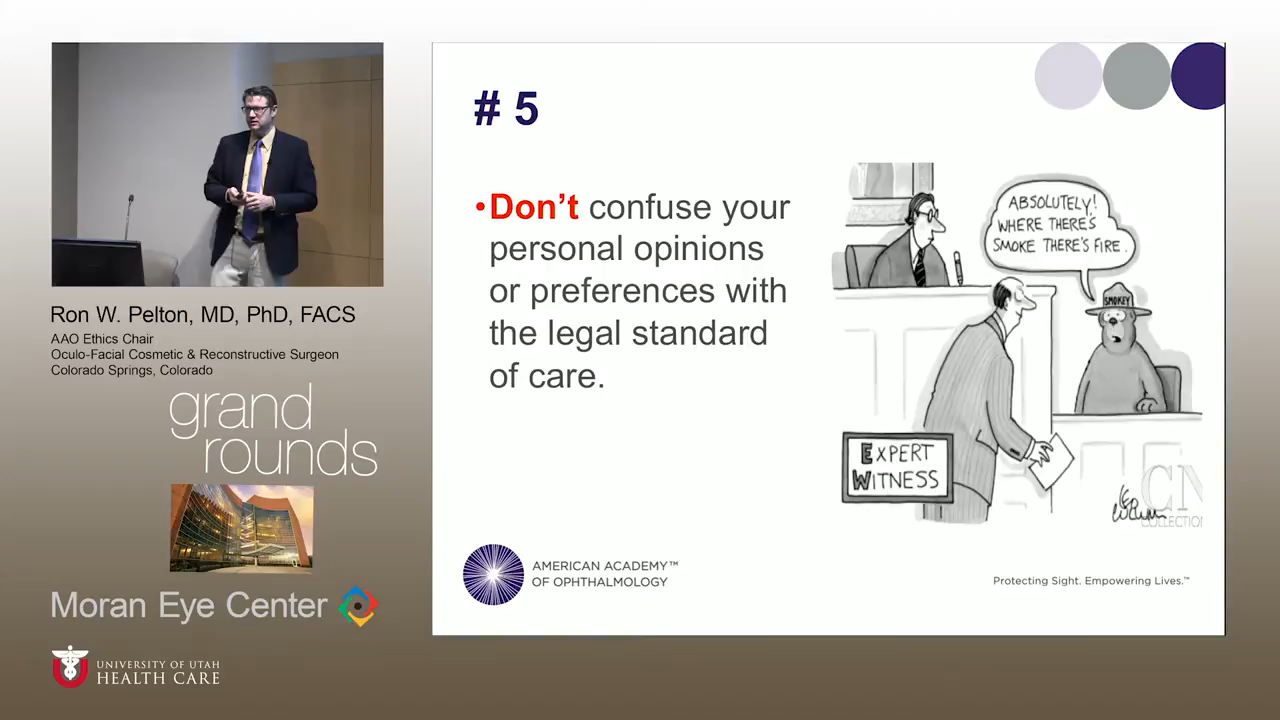 Ron W. Pelton, MD, PhD, FACS
AAO Ethics Chair
Oculo-Facial Cosmetic & Reconstructive Surgeon
Colorado Springs, Colorado
grand
rounds
Moran Eye Center
UNIVERSITY OF UTAH
HEALTH CARE
# 5
•Don't confuse your
personal opinions
or preferences with
the legal standard
of care.
ABSOLUTELY!
WHERE THERE'S
SMOKE THERE'S FIRE.
SMOKEY
EXPERT
WITNESS
CN
COLLECTION
AMERICAN ACADEMY™
OF OPHTHALMOLOGY
Protecting Sight. Empowering Lives.™